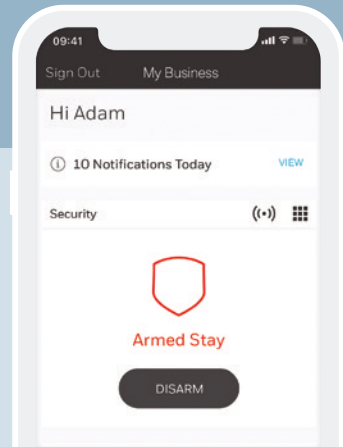 09:41
Sign Out My Business
Hi Adam
10 Notifications Today VIEW
Security
Armed Stay
DISARM